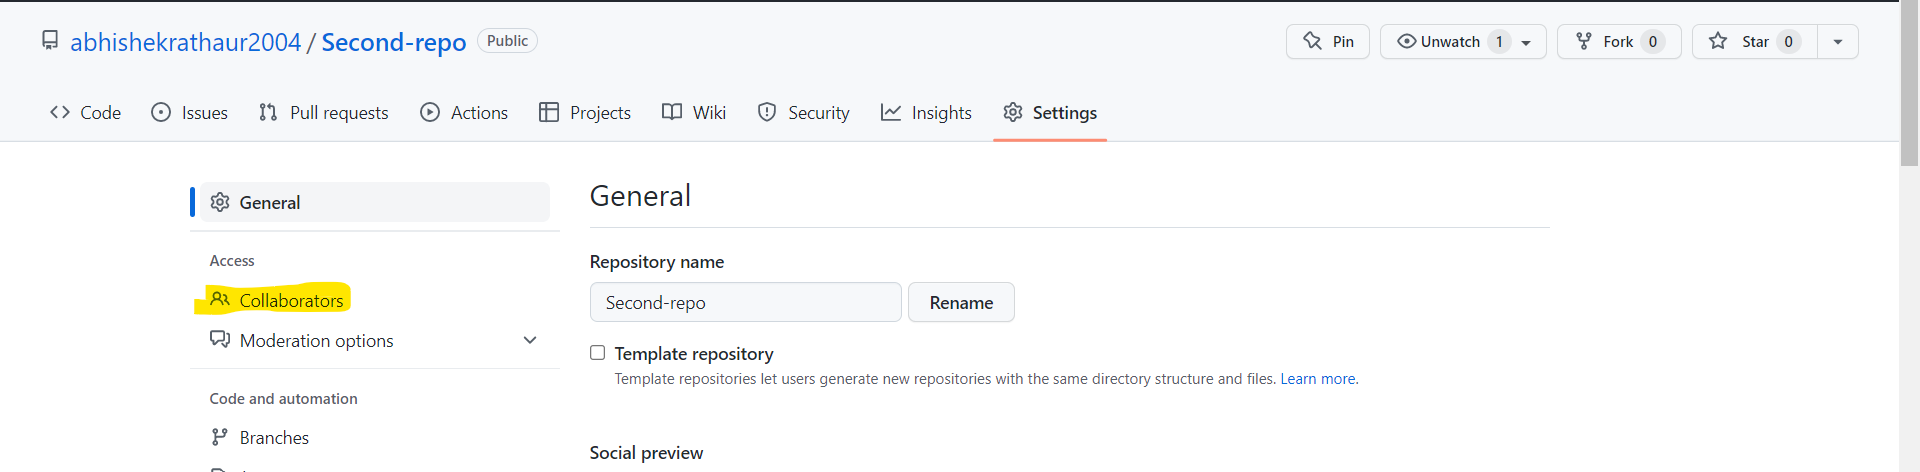 abhishekrathaur2004 / Second-repo Public Pin Unwatch 1 Fork 0 Star 0
Code Issues Pull requests Actions Projects Wiki Security Insights Settings
General
Access
Collaborators
Moderation options
Code and automation
Branches
General
Repository name
Second-repo Rename
Template repository
Template repositories let users generate new repositories with the same directory structure and files. Learn more.
Social preview